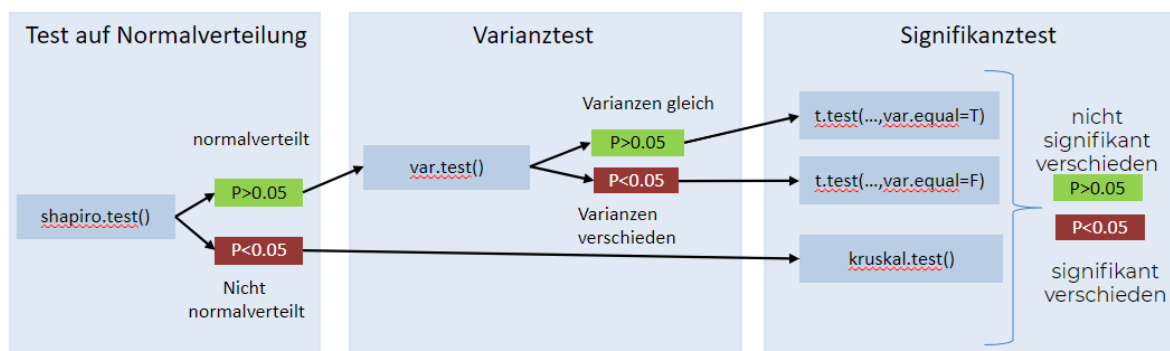 Test auf Normalverteilung
normalverteilt
shapiro.test()
P>0.05
P<0.05
Nicht
normalverteilt
Varianztest
Varianzen gleich
var.test()
P>0.05
P<0.05
Varianzen
verschieden
Signifikanztest
t.test(...,var.equal=T)
t.test(...,var.equal=F)
kruskal.test()
nicht
signifikant
verschieden
P>0.05
P<0.05
signifikant
verschieden